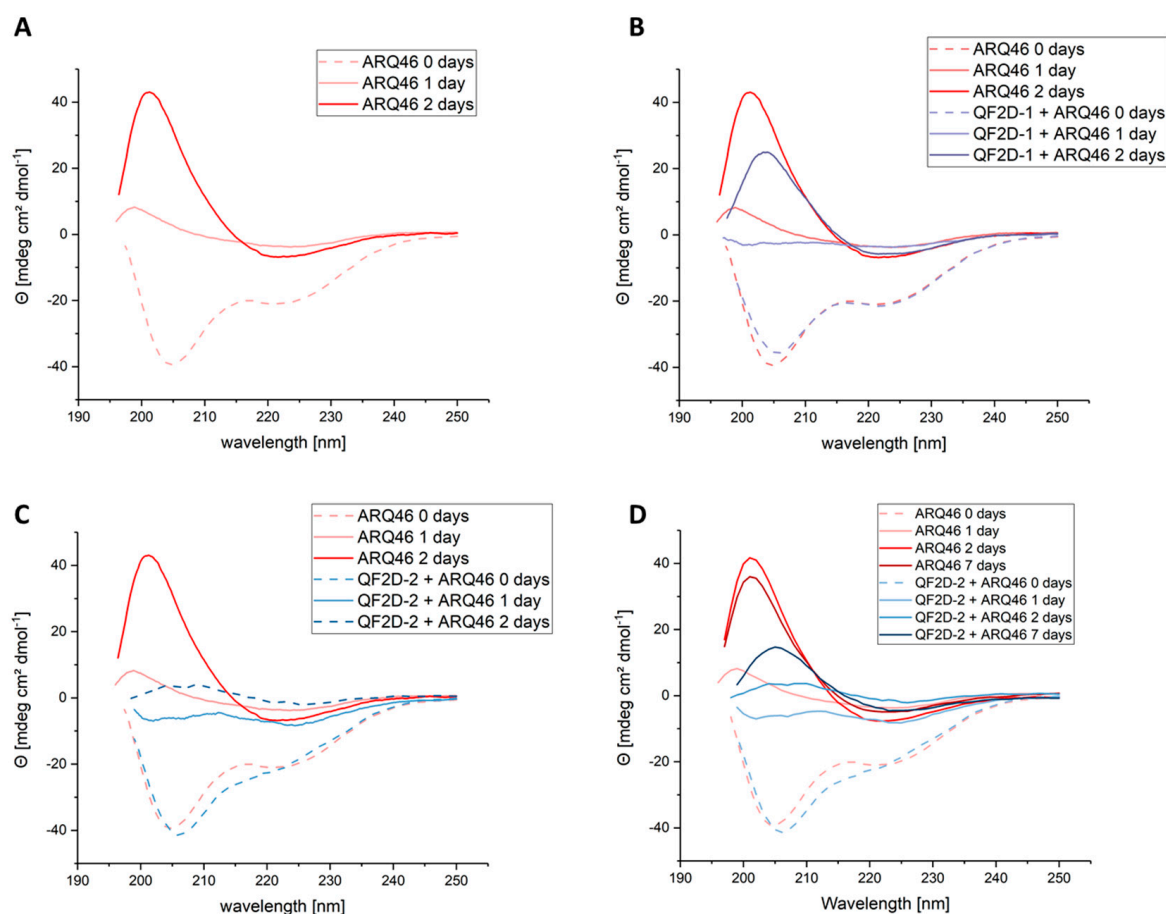 A
ARQ46 0 days
ARQ46 1 day
ARQ46 2 days
Θ [mdeg cm² dmol⁻¹]
40
20
0
-20
-40
190 200 210 220 230 240 250
wavelength [nm]
B
ARQ46 0 days
ARQ46 1 day
ARQ46 2 days
QF2D-1 + ARQ46 0 days
QF2D-1 + ARQ46 1 day
QF2D-1 + ARQ46 2 days
Θ [mdeg cm² dmol⁻¹]
40
20
0
-20
-40
190 200 210 220 230 240 250
wavelength [nm]
C
ARQ46 0 days
ARQ46 1 day
ARQ46 2 days
QF2D-2 + ARQ46 0 days
QF2D-2 + ARQ46 1 day
QF2D-2 + ARQ46 2 days
Θ [mdeg cm² dmol⁻¹]
40
20
0
-20
-40
190 200 210 220 230 240 250
wavelength [nm]
D
ARQ46 0 days
ARQ46 1 day
ARQ46 2 days
ARQ46 7 days
QF2D-2 + ARQ46 0 days
QF2D-2 + ARQ46 1 day
QF2D-2 + ARQ46 2 days
QF2D-2 + ARQ46 7 days
Θ [mdeg cm² dmol⁻¹]
40
20
0
-20
-40
190 200 210 220 230 240 250
Wavelength [nm]